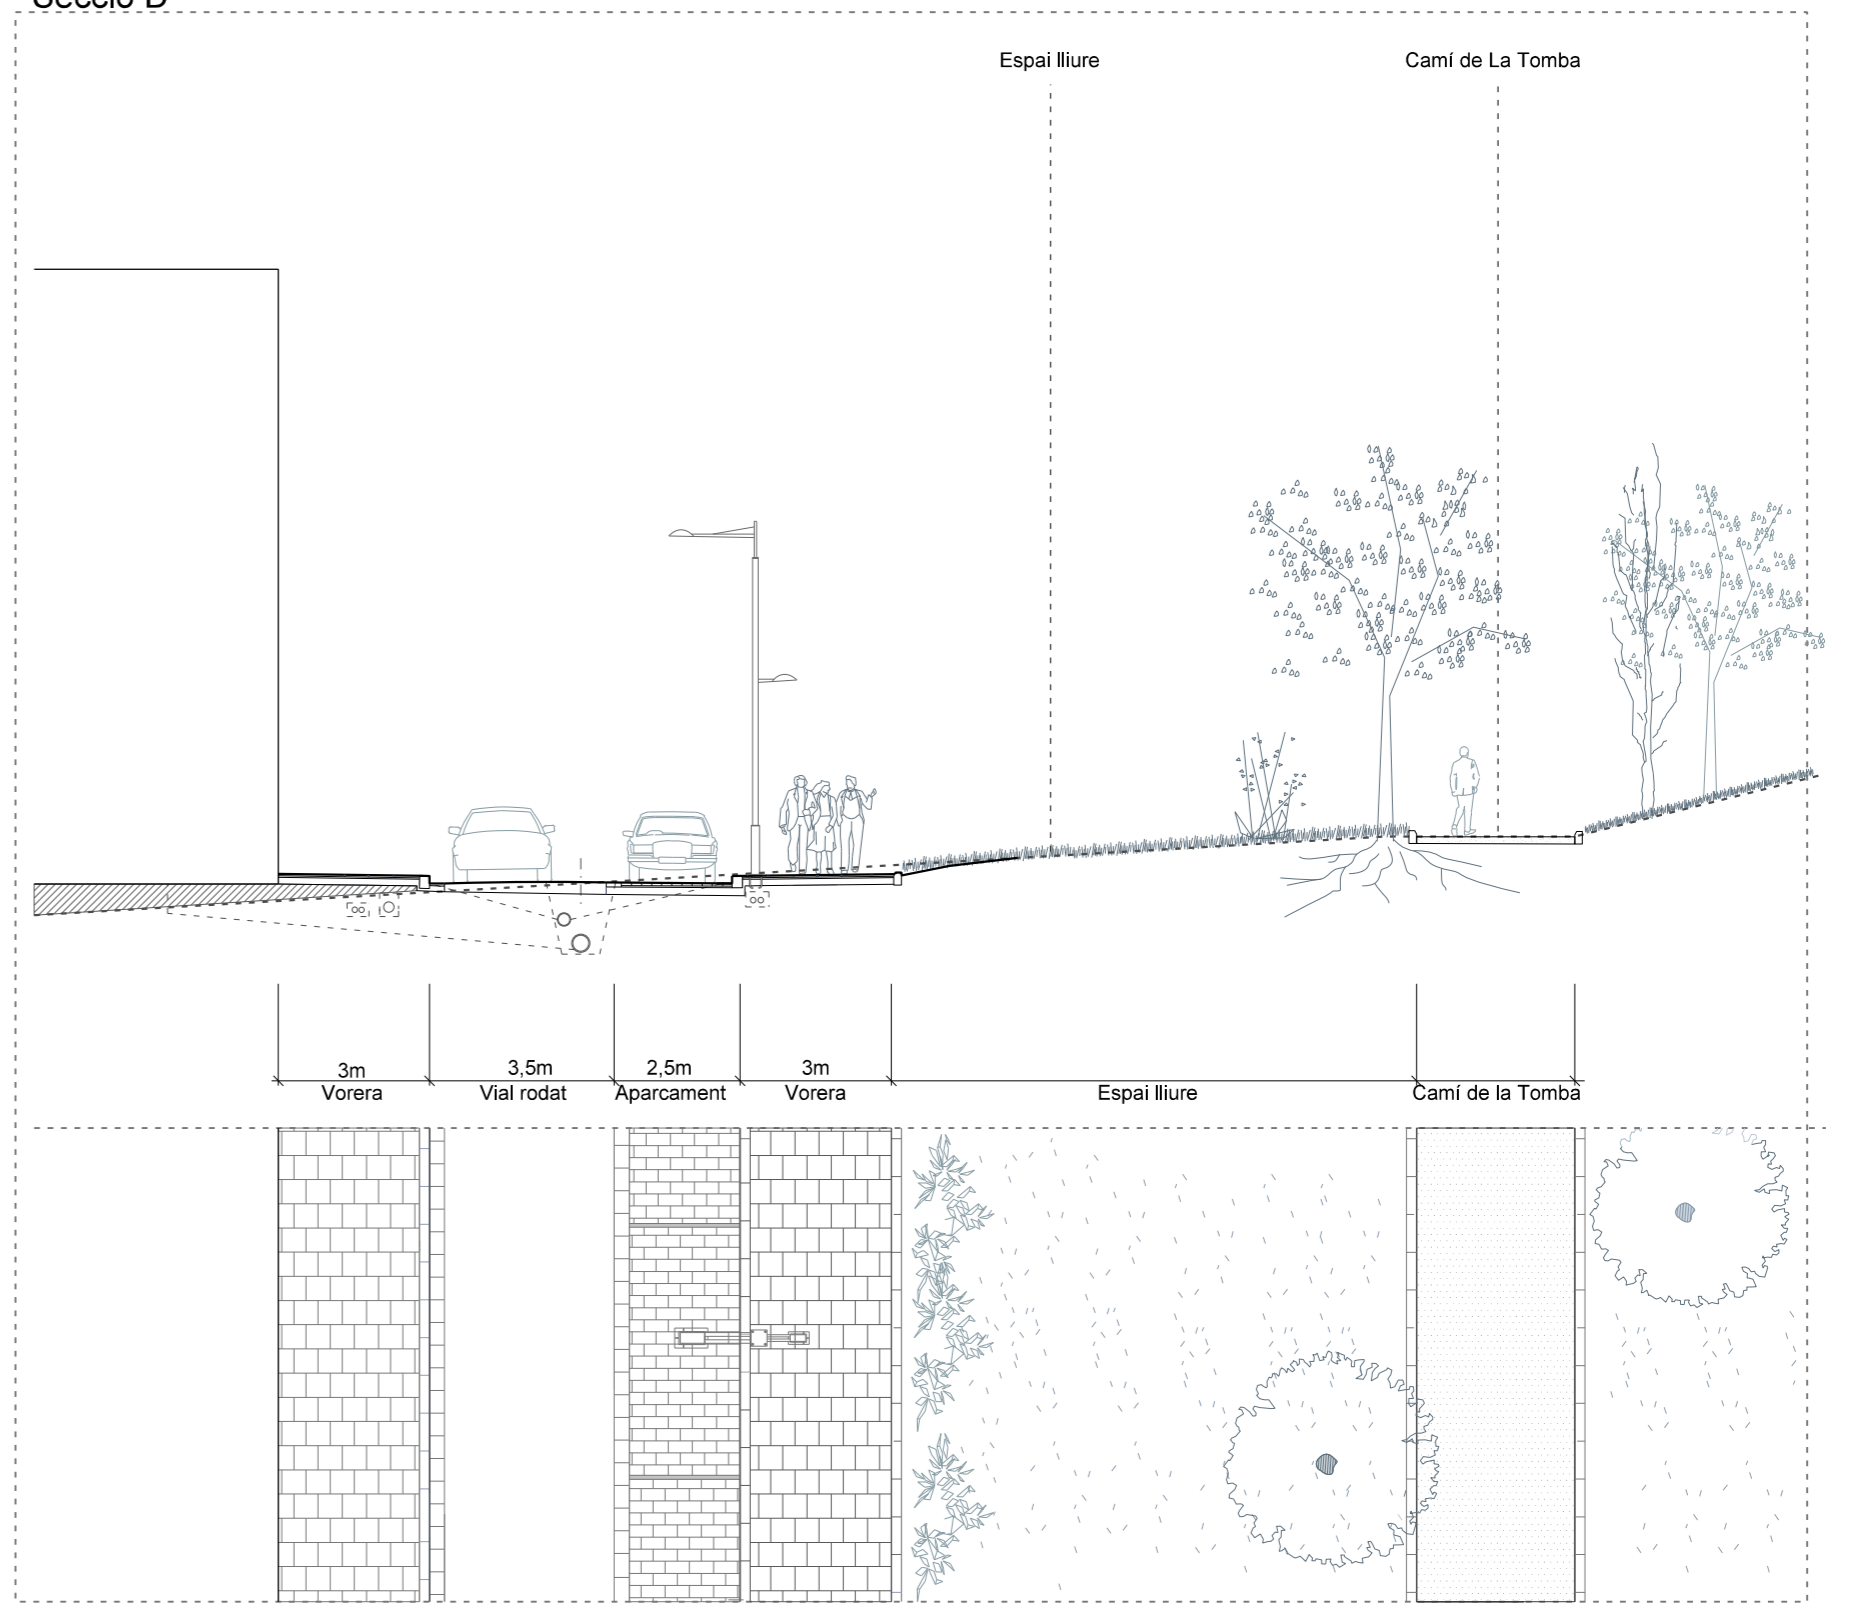 Secció D
Espai lliure
Camí de La Tomba
3m
3,5m
2,5m
3m
Vorera
Vial rodat
Aparcament
Vorera
Espai lliure
Camí de la Tomba